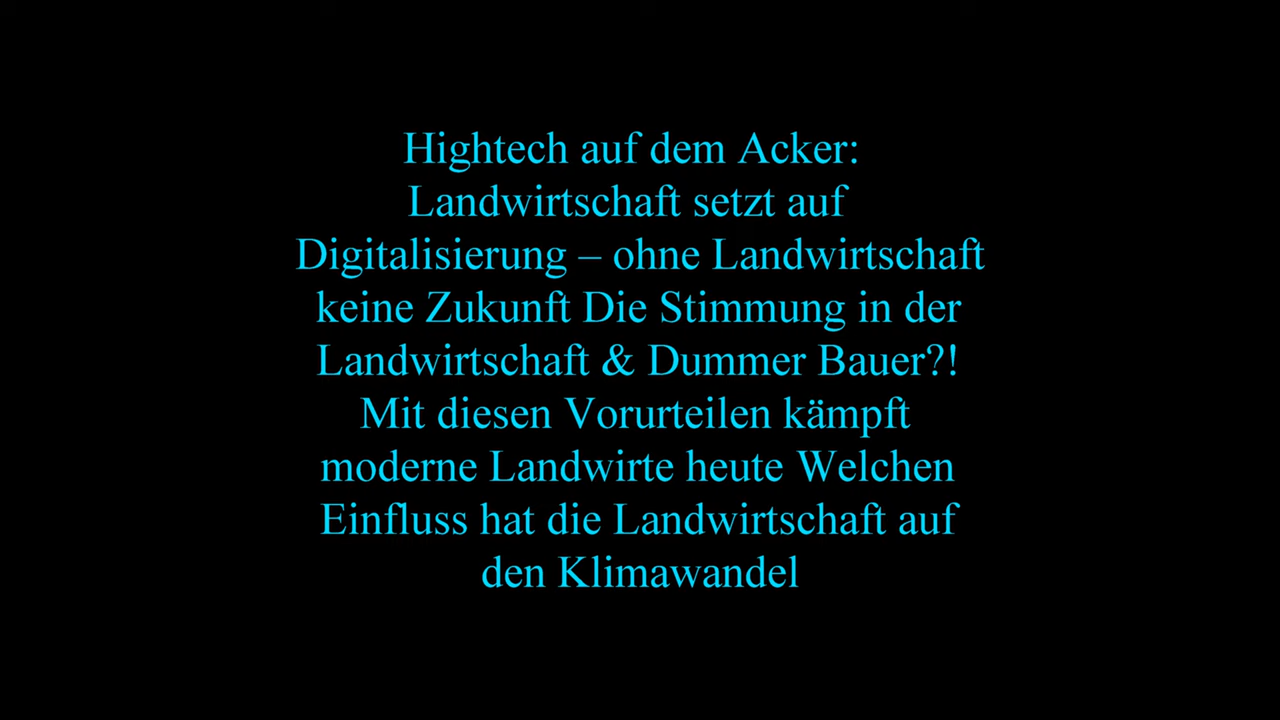 Hightech auf dem Acker:
Landwirtschaft setzt auf
Digitalisierung – ohne Landwirtschaft
keine Zukunft Die Stimmung in der
Landwirtschaft & Dummer Bauer?!
Mit diesen Vorurteilen kämpft
moderne Landwirte heute Welchen
Einfluss hat die Landwirtschaft auf
den Klimawandel